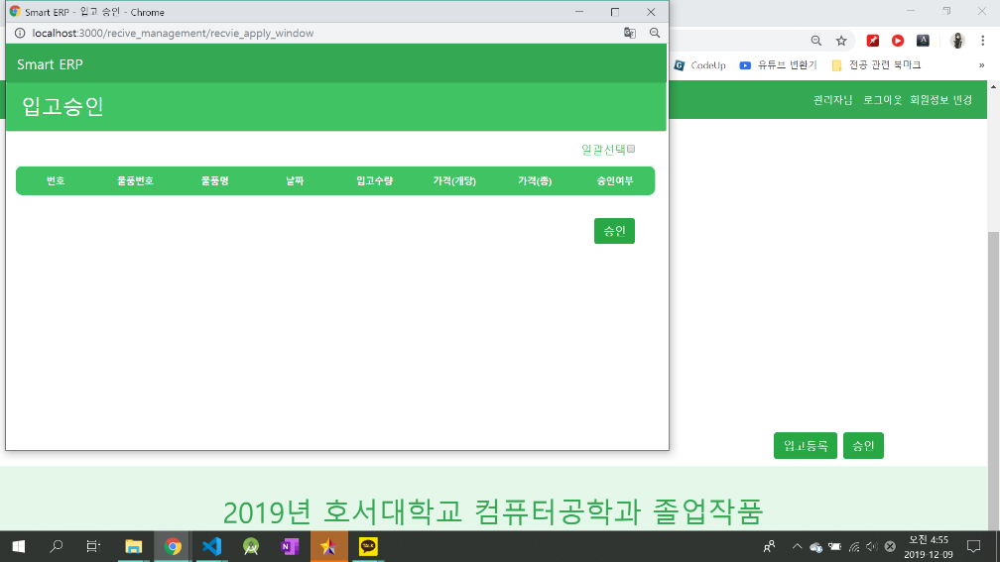 Smart ERP - 입고 승인 - Chrome
localhost:3000/recive_management/recvie_apply_window
Smart ERP
입고승인
일괄선택
번호 물품번호 물품명 날짜 입고수량 가격(개당) 가격(총) 승인여부
승인
CodeUp 유튜브 변환기 전공 관련 북마크 »
관리자님 로그아웃 회원정보 변경
입고등록 승인
2019년 호서대학교 컴퓨터공학과 졸업작품
오전 4:55
2019-12-09